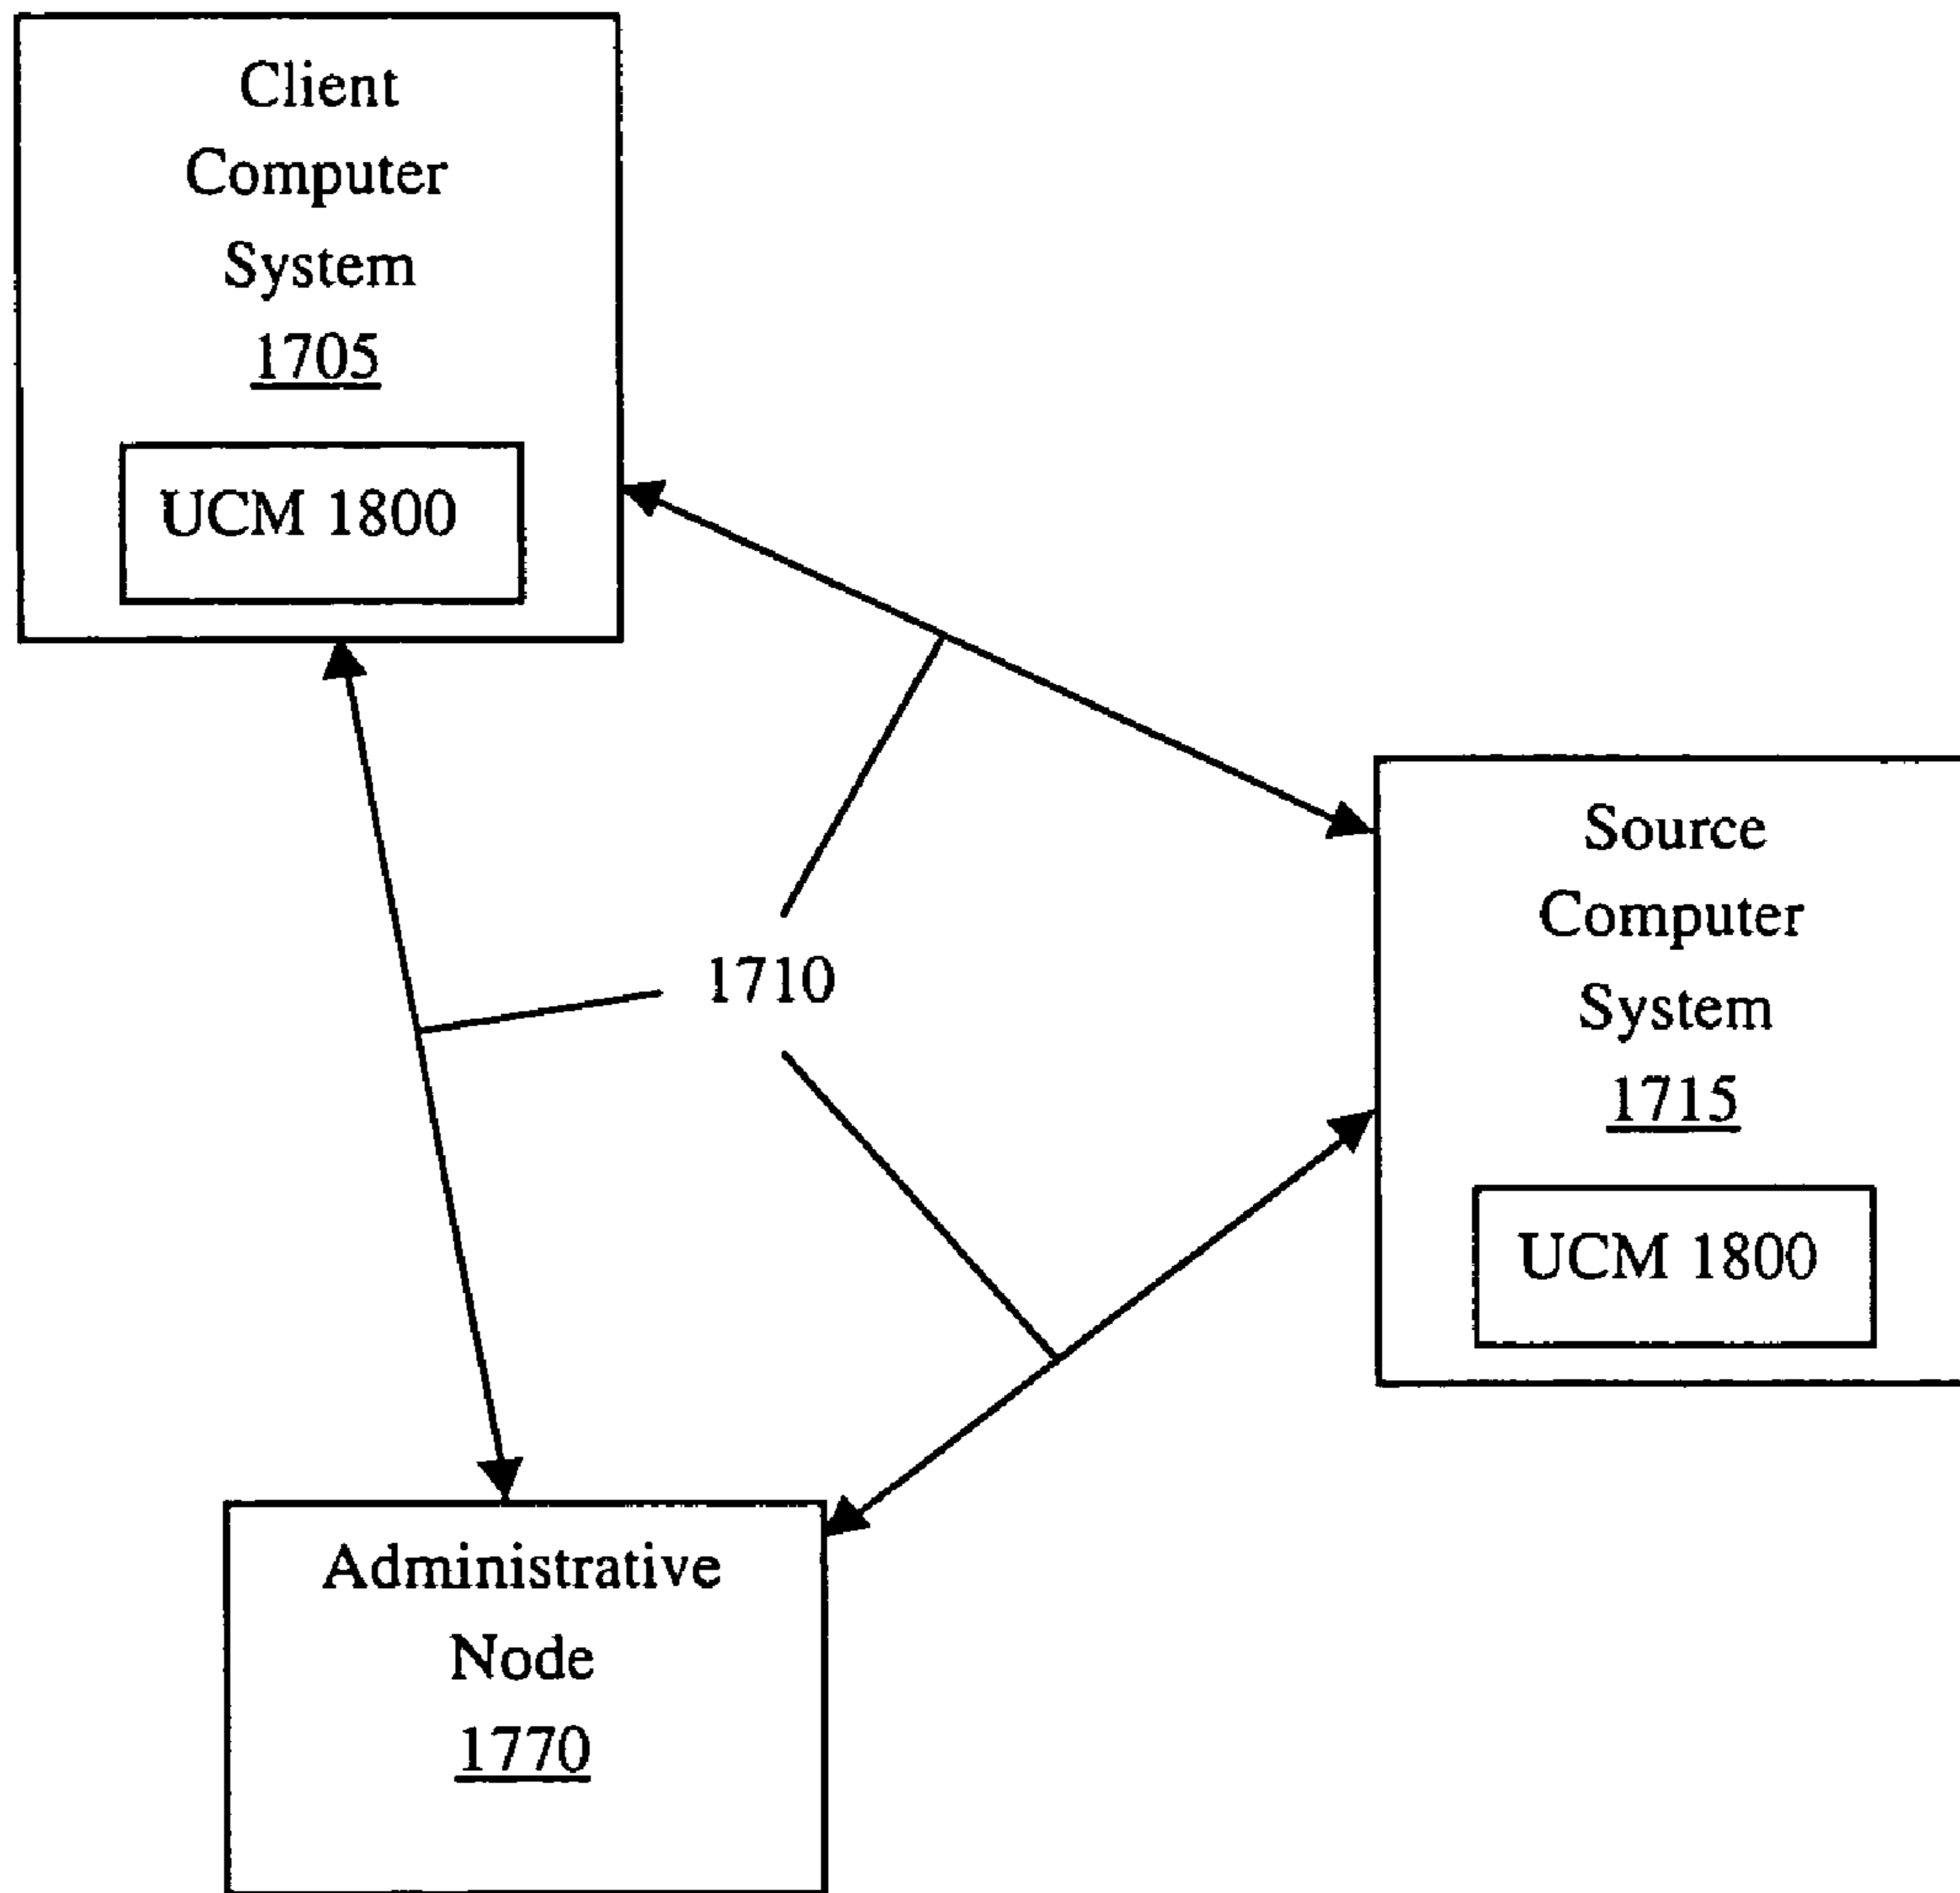 Client
Computer
System
1705
UCM 1800
1710
Source
Computer
System
1715
UCM 1800
Administrative
Node
1770